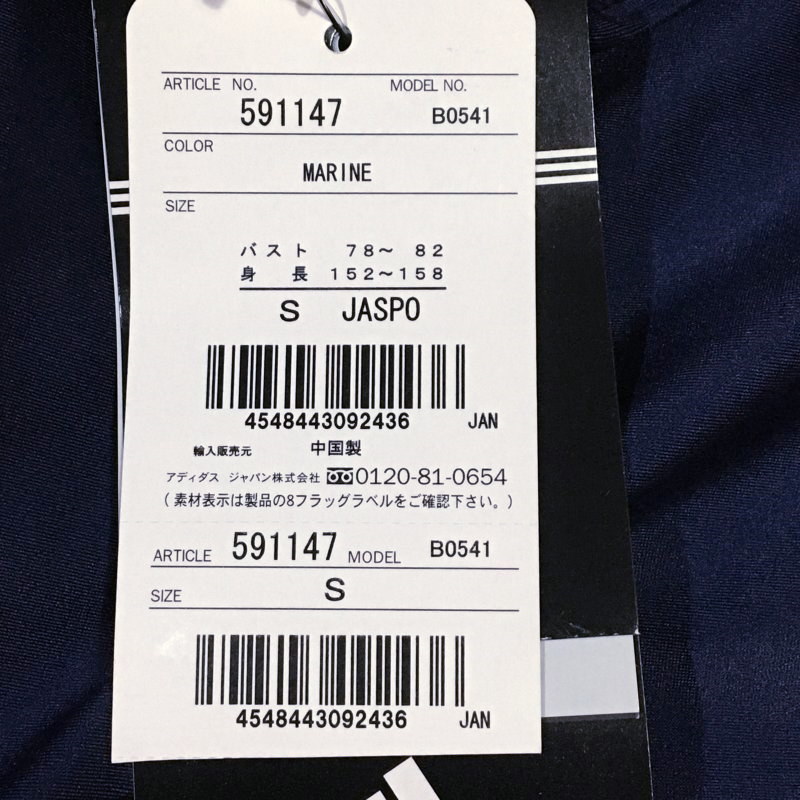 ARTICLE NO. MODEL NO.
591147 B0541
COLOR
MARINE
SIZE
バスト 78～ 82
身 長 152～158
S JASPO
4548443092436 JAN
輸入販売元 中国製
アディダス ジャパン株式会社 0120-81-0654
(素材表示は製品の8フラッグラベルをご確認下さい。)
ARTICLE 591147 MODEL B0541
SIZE S
4548443092436 JAN